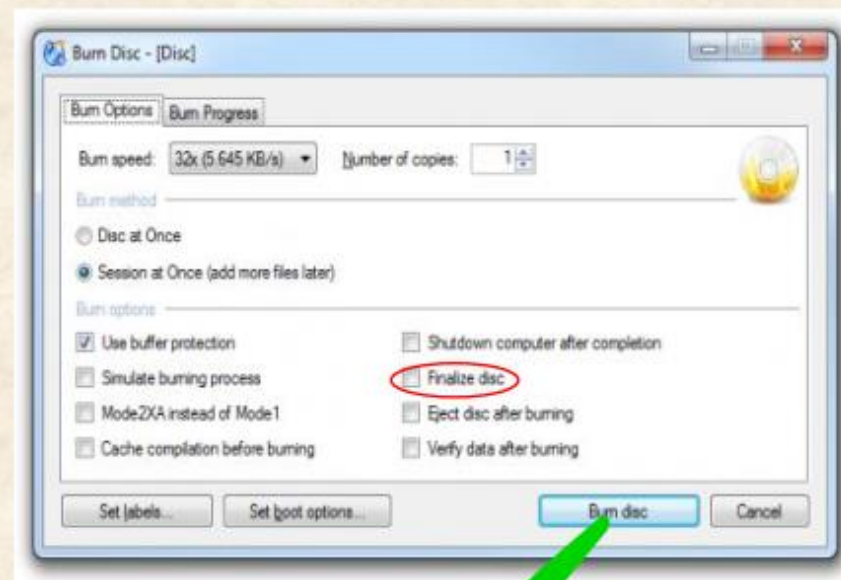 Burn Disc - [Disc]
Burn Options Burn Progress
Burn speed: 32x (5 645 KB/s) Number of copies: 1
Burn method
Disc at Once
Session at Once (add more files later)
Burn options
Use buffer protection Shutdown computer after completion
Simulate burning process Finalize disc
Mode2XA instead of Mode1 Eject disc after burning
Cache compilation before burning Verify data after burning
Set labels... Set boot options... Burn disc Cancel